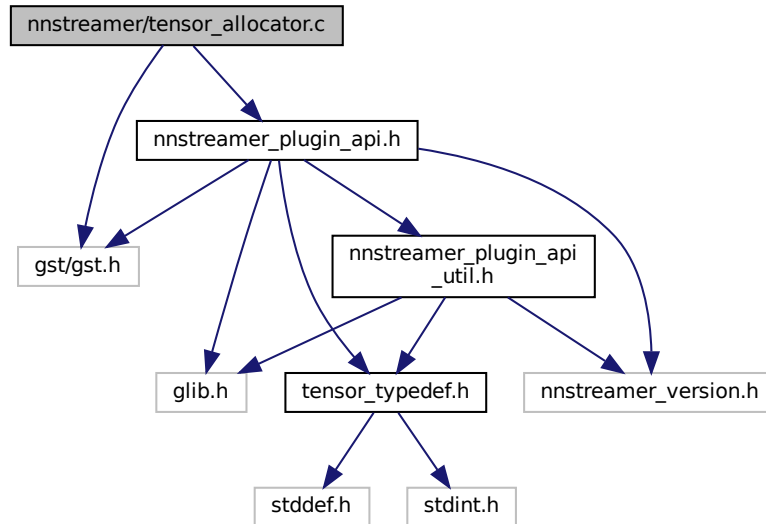 nnstreamer/tensor_allocator.c
nnstreamer_plugin_api.h
gst/gst.h
nnstreamer_plugin_api
_util.h
glib.h
tensor_typedef.h
nnstreamer_version.h
stddef.h
stdint.h